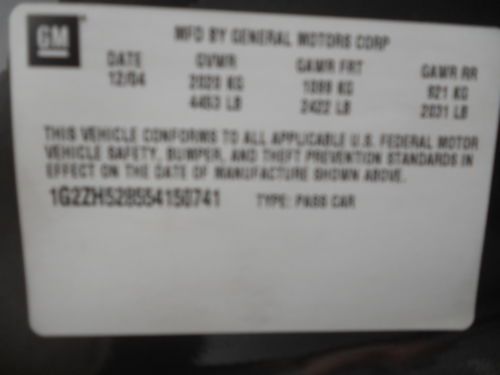 GM
MFD BY GENERAL MOTORS CORP
DATE GVWR GAWR FRT GAWR RR
12/04 2020 KG 1099 KG 921 KG
4453 LB 2422 LB 2031 LB
THIS VEHICLE CONFORMS TO ALL APPLICABLE U.S. FEDERAL MOTOR
VEHICLE SAFETY, BUMPER, AND THEFT PREVENTION STANDARDS IN
EFFECT ON THE DATE OF MANUFACTURE SHOWN ABOVE.
1G2ZH528554150741 TYPE: PASS CAR